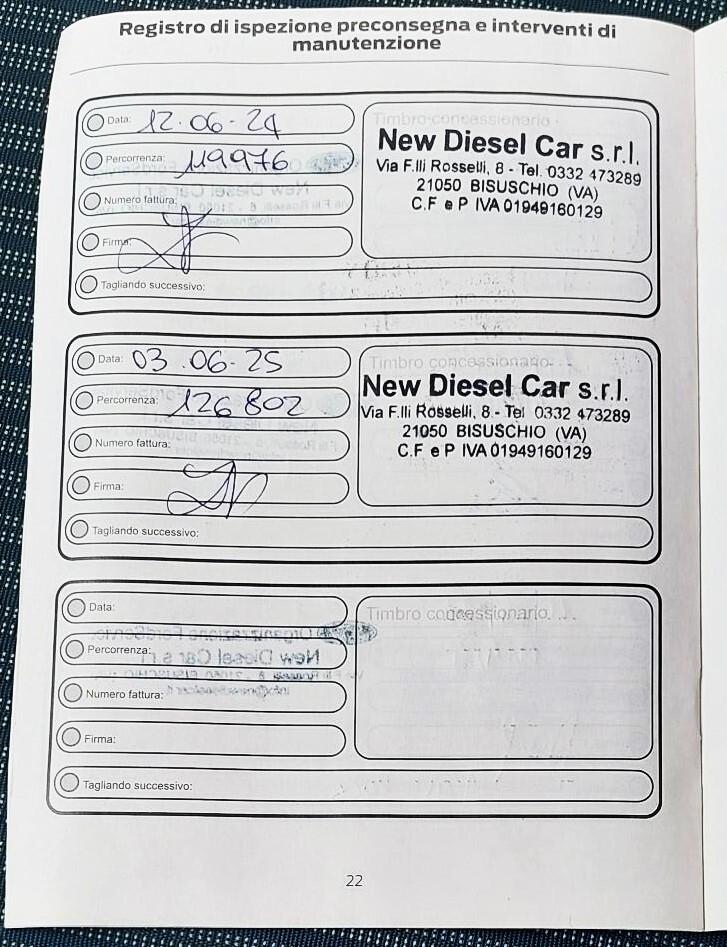 Registro di ispezione preconsegna e interventi di
manutenzione
Data: 12.06-24
Percorrenza: 119976
Numero fattura:
Firma:
Tagliando successivo:
Timbro concessionario
New Diesel Car s.r.l.
Via F.lli Rosselli, 8 - Tel. 0332 473289
21050 BISUSCHIO (VA)
C.F e P IVA 01949160129
Data: 03.06-25
Percorrenza: 126802
Numero fattura:
Firma:
Tagliando successivo:
Timbro concessionario
New Diesel Car s.r.l.
Via F.lli Rosselli, 8 - Tel 0332 473289
21050 BISUSCHIO (VA)
C.F e P IVA 01949160129
Data:
Percorrenza:
Numero fattura:
Firma:
Tagliando successivo:
Timbro concessionario
22